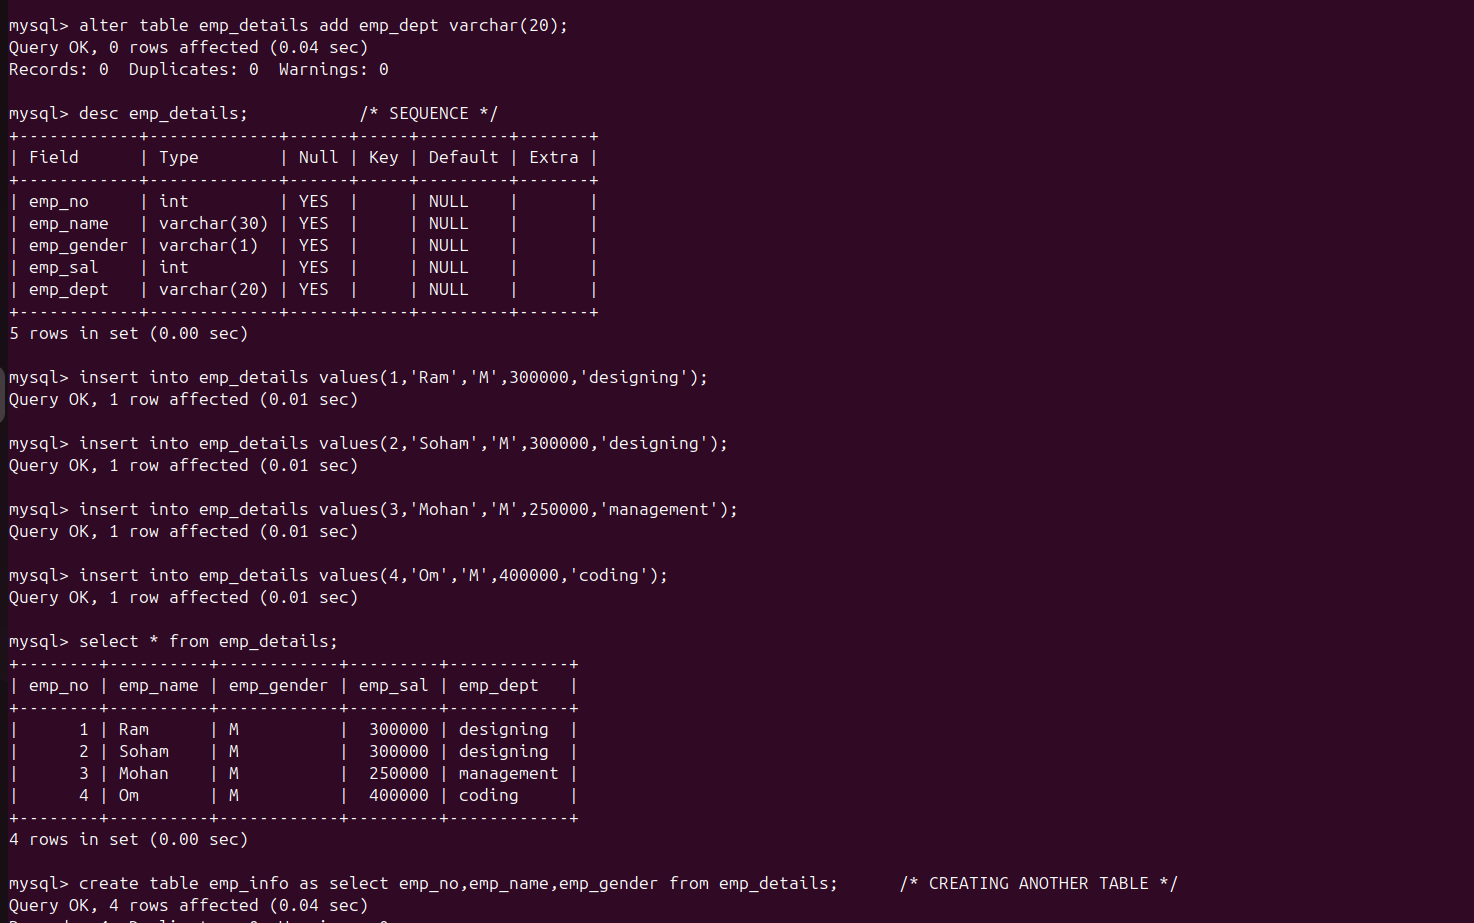 mysql> alter table emp_details add emp_dept varchar(20);
Query OK, 0 rows affected (0.04 sec)
Records: 0  Duplicates: 0  Warnings: 0

mysql> desc emp_details;           /* SEQUENCE */
+------------+-------------+------+-----+---------+-------+
| Field      | Type        | Null | Key | Default | Extra |
+------------+-------------+------+-----+---------+-------+
| emp_no     | int         | YES  |     | NULL    |       |
| emp_name   | varchar(30) | YES  |     | NULL    |       |
| emp_gender | varchar(1)  | YES  |     | NULL    |       |
| emp_sal    | int         | YES  |     | NULL    |       |
| emp_dept   | varchar(20) | YES  |     | NULL    |       |
+------------+-------------+------+-----+---------+-------+
5 rows in set (0.00 sec)

mysql> insert into emp_details values(1,'Ram','M',300000,'designing');
Query OK, 1 row affected (0.01 sec)

mysql> insert into emp_details values(2,'Soham','M',300000,'designing');
Query OK, 1 row affected (0.01 sec)

mysql> insert into emp_details values(3,'Mohan','M',250000,'management');
Query OK, 1 row affected (0.01 sec)

mysql> insert into emp_details values(4,'Om','M',400000,'coding');
Query OK, 1 row affected (0.01 sec)

mysql> select * from emp_details;
+--------+----------+------------+---------+------------+
| emp_no | emp_name | emp_gender | emp_sal | emp_dept   |
+--------+----------+------------+---------+------------+
|      1 | Ram      | M          |  300000 | designing  |
|      2 | Soham    | M          |  300000 | designing  |
|      3 | Mohan    | M          |  250000 | management |
|      4 | Om       | M          |  400000 | coding     |
+--------+----------+------------+---------+------------+
4 rows in set (0.00 sec)

mysql> create table emp_info as select emp_no,emp_name,emp_gender from emp_details;      /* CREATING ANOTHER TABLE */
Query OK, 4 rows affected (0.04 sec)